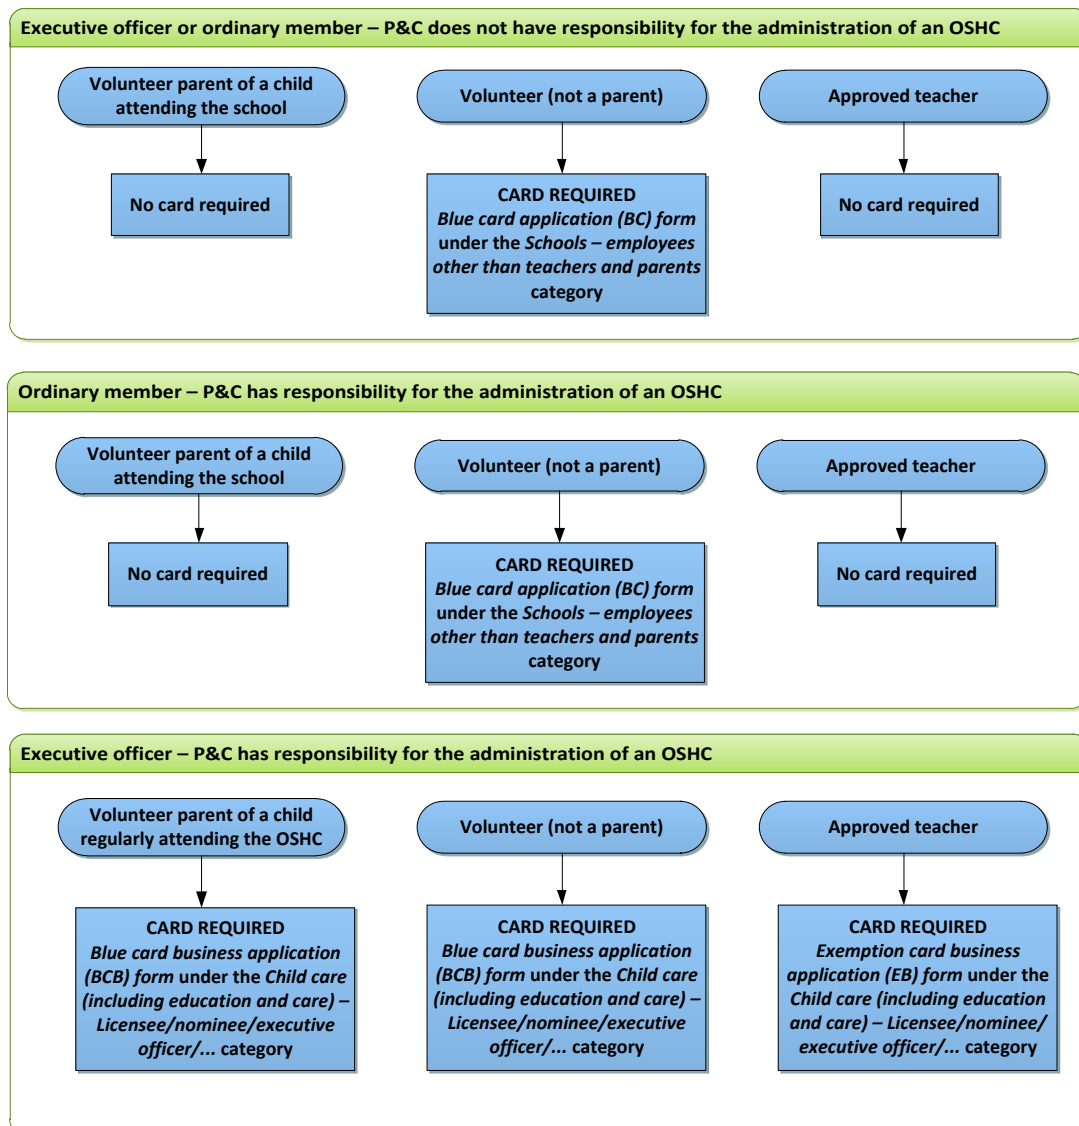 Executive officer or ordinary member – P&C does not have responsibility for the administration of an OSHC
Volunteer parent of a child
attending the school
Volunteer (not a parent)
Approved teacher
No card required
CARD REQUIRED
Blue card application (BC) form
under the Schools – employees
other than teachers and parents
category
No card required
Ordinary member – P&C has responsibility for the administration of an OSHC
Volunteer parent of a child
attending the school
Volunteer (not a parent)
Approved teacher
No card required
CARD REQUIRED
Blue card application (BC) form
under the Schools – employees
other than teachers and parents
category
No card required
Executive officer – P&C has responsibility for the administration of an OSHC
Volunteer parent of a child
regularly attending the OSHC
Volunteer (not a parent)
Approved teacher
CARD REQUIRED
Blue card business application
(BCB) form under the Child care
(including education and care) –
Licensee/nominee/executive
officer/... category
CARD REQUIRED
Blue card business application
(BCB) form under the Child care
(including education and care) –
Licensee/nominee/executive
officer/... category
CARD REQUIRED
Exemption card business
application (EB) form under the
Child care (including education
and care) – Licensee/nominee/
executive officer/... category